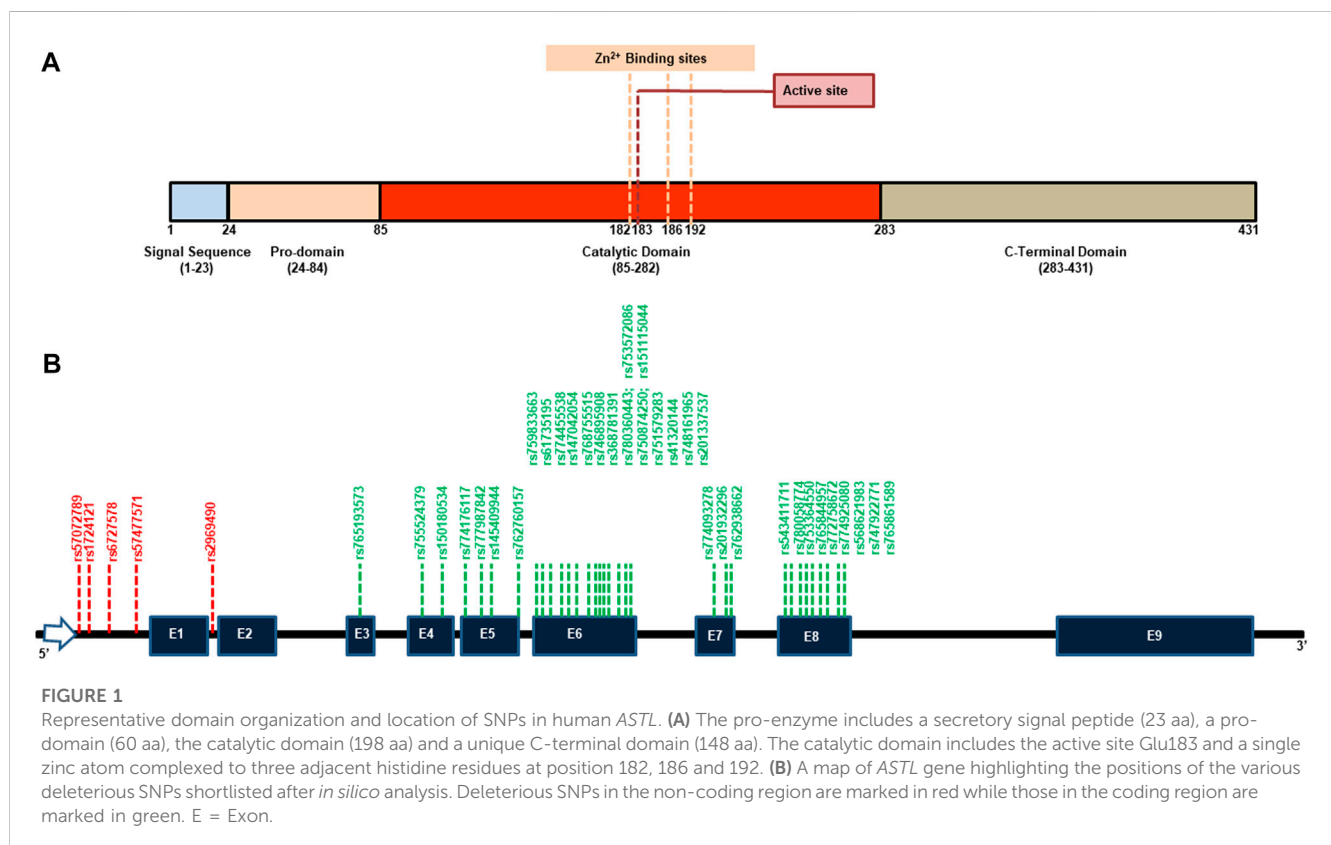 A
Zn2+ Binding sites
Active site
1 24 85 182 183 186 192 283 431
Signal Sequence
(1-23)
Pro-domain
(24-84)
Catalytic Domain
(85-282)
C-Terminal Domain
(283-431)
B
rs57072789
rs1724121
rs6727578
rs57477571
rs2969490
rs765193573
rs755524379
rs150180534
rs774176117
rs777987842
rs145409944
rs762760157
rs759833663
rs61735195
rs774455538
rs147042054
rs768755515
rs746895908
rs368781391
rs780360443; rs753572086
rs750874250; rs151115044
rs751579283
rs41320144
rs748161965
rs201337537
rs774093278
rs201932296
rs762938662
rs543411711
rs780058774
rs753364550
rs765844957
rs772758672
rs774925080
rs568621983
rs747922771
rs765861589
E1 E2 E3 E4 E5 E6 E7 E8 E9
5’ 3’
FIGURE 1
Representative domain organization and location of SNPs in human ASTL. (A) The pro-enzyme includes a secretory signal peptide (23 aa), a pro-
domain (60 aa), the catalytic domain (198 aa) and a unique C-terminal domain (148 aa). The catalytic domain includes the active site Glu183 and a single
zinc atom complexed to three adjacent histidine residues at position 182, 186 and 192. (B) A map of ASTL gene highlighting the positions of the various
deleterious SNPs shortlisted after in silico analysis. Deleterious SNPs in the non-coding region are marked in red while those in the coding region are
marked in green. E = Exon.